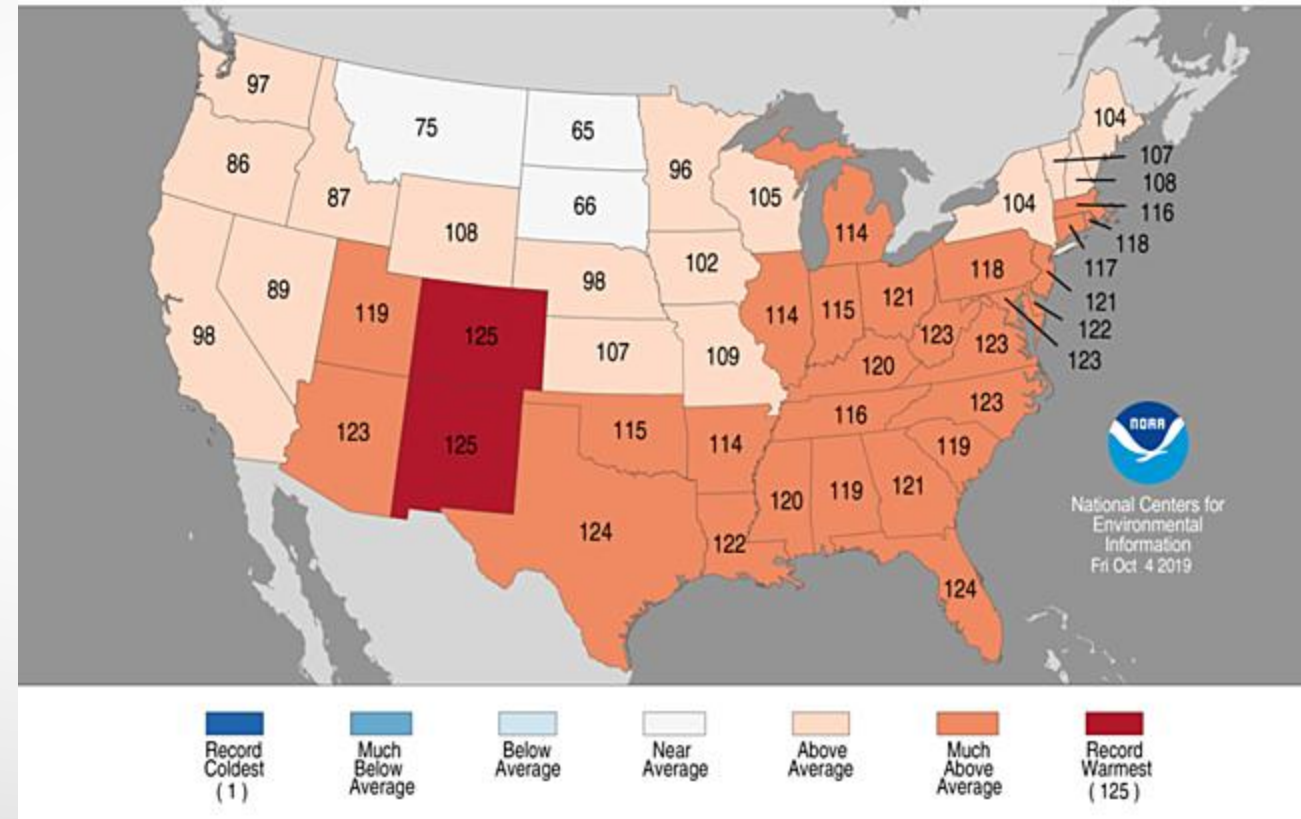 97
75
65
96
104
107
86
87
66
105
108
116
108
104
114
118
89
98
102
118
117
119
98
114
115
121
121
123
123
122
98
125
107
109
120
123
123
125
115
114
116
123
119
124
122
120
119
121
124
NOAA
National Centers for
Environmental
Information
Fri Oct 4 2019
Record
Coldest
( 1 )
Much
Below
Average
Below
Average
Near
Average
Above
Average
Much
Above
Average
Record
Warmest
( 125 )